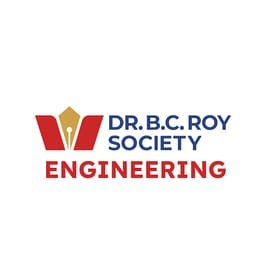 DR. B.C. ROY
SOCIETY
ENGINEERING